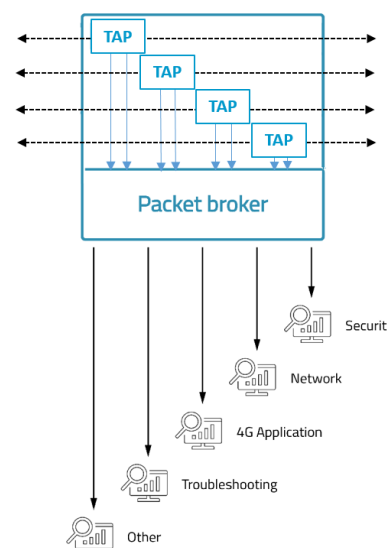 TAP
TAP
TAP
TAP
Packet broker
Securit
Network
4G Application
Troubleshooting
Other